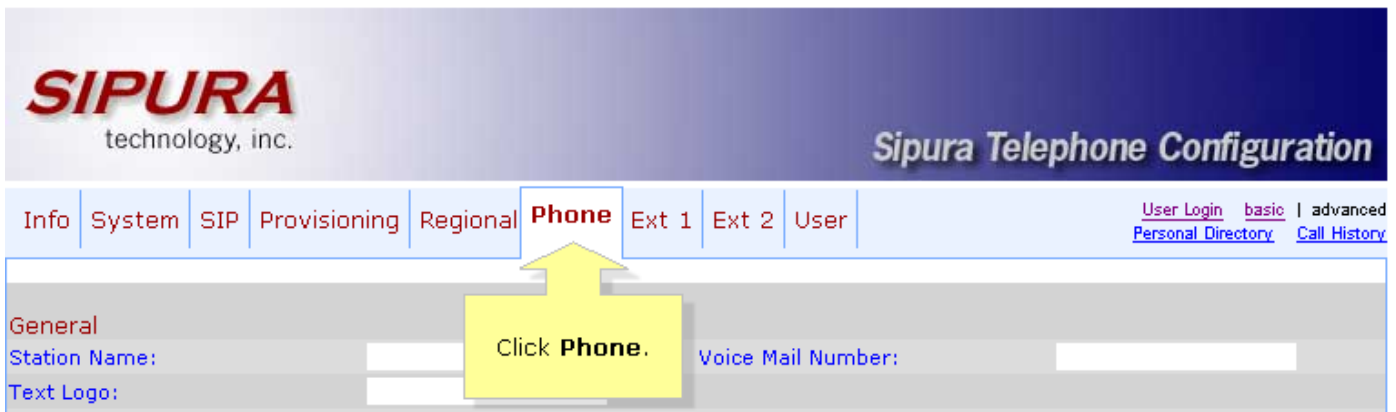 SIPURA
technology, inc.
Sipura Telephone Configuration
Info System SIP Provisioning Regional Phone Ext 1 Ext 2 User
User Login basic | advanced
Personal Directory Call History
General
Station Name: Voice Mail Number:
Click Phone.
Text Logo: